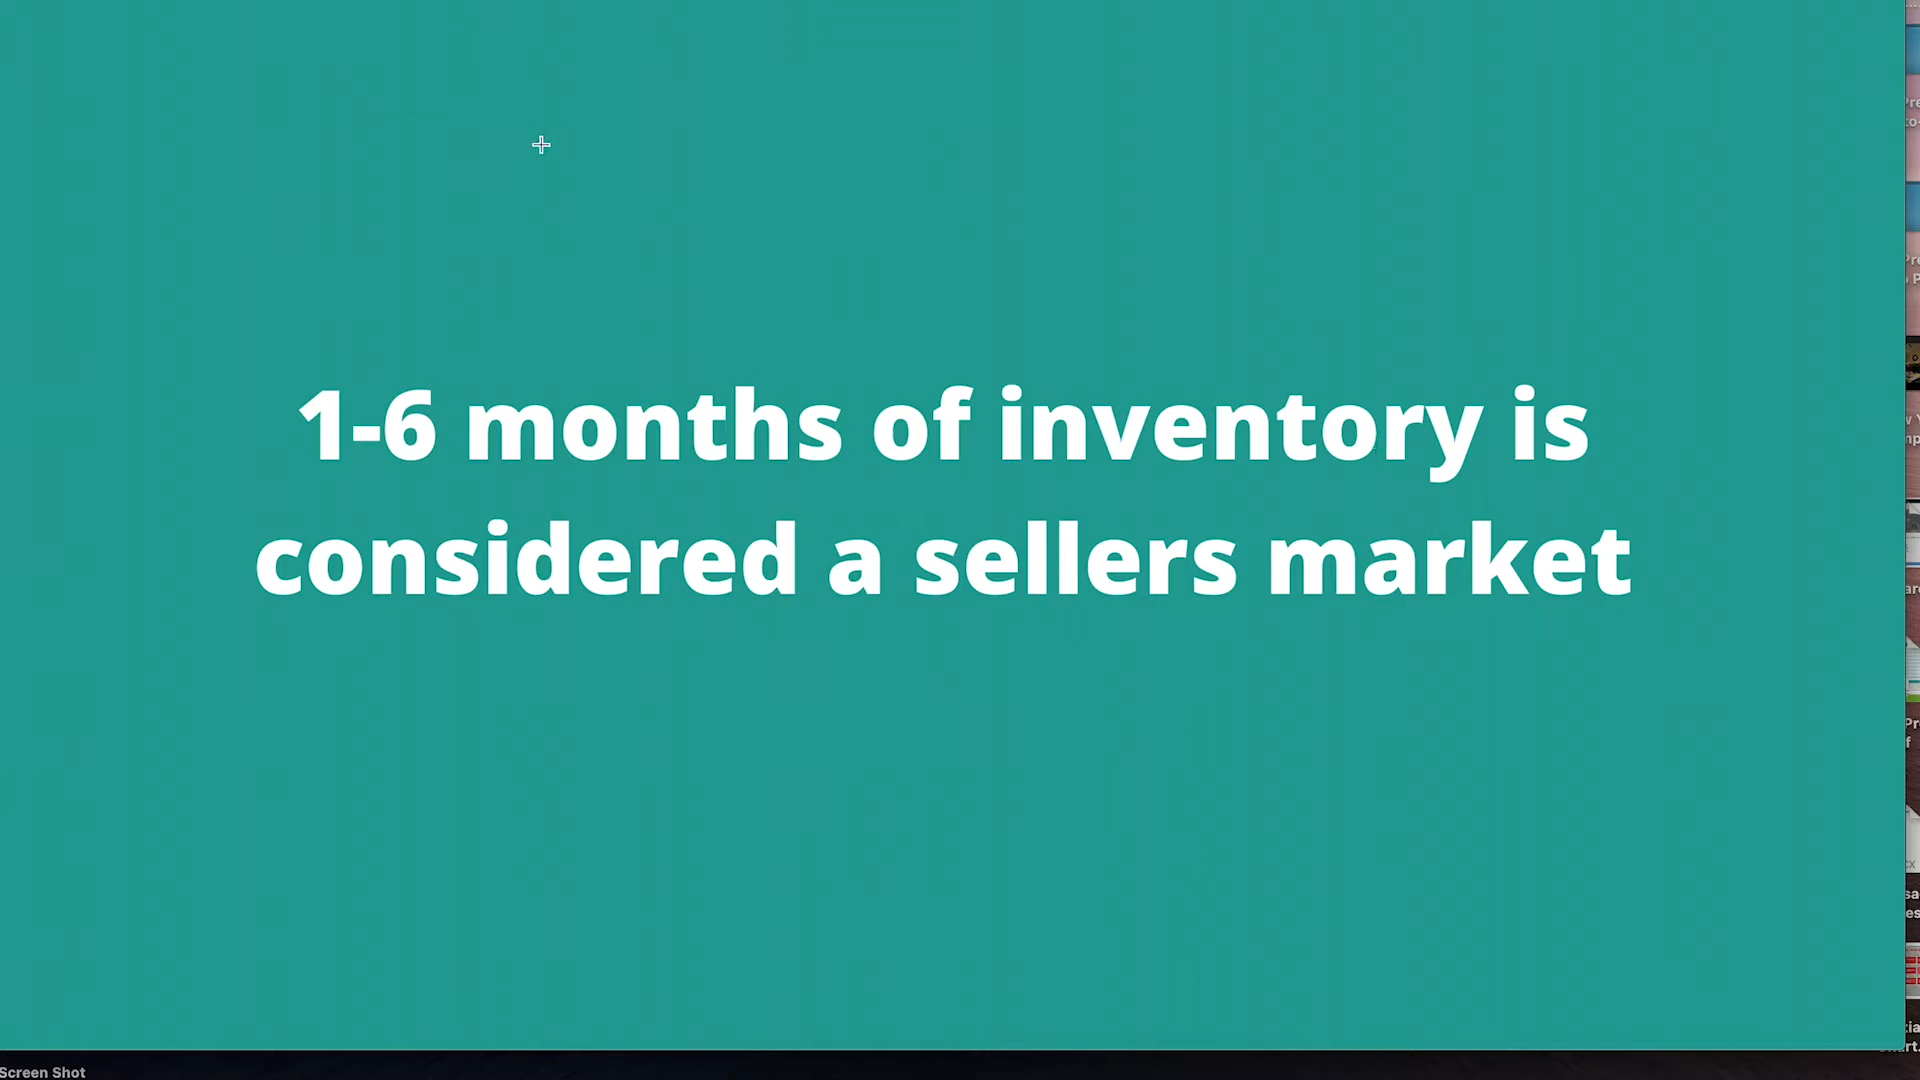 1-6 months of inventory is
considered a sellers market
Screen Shot